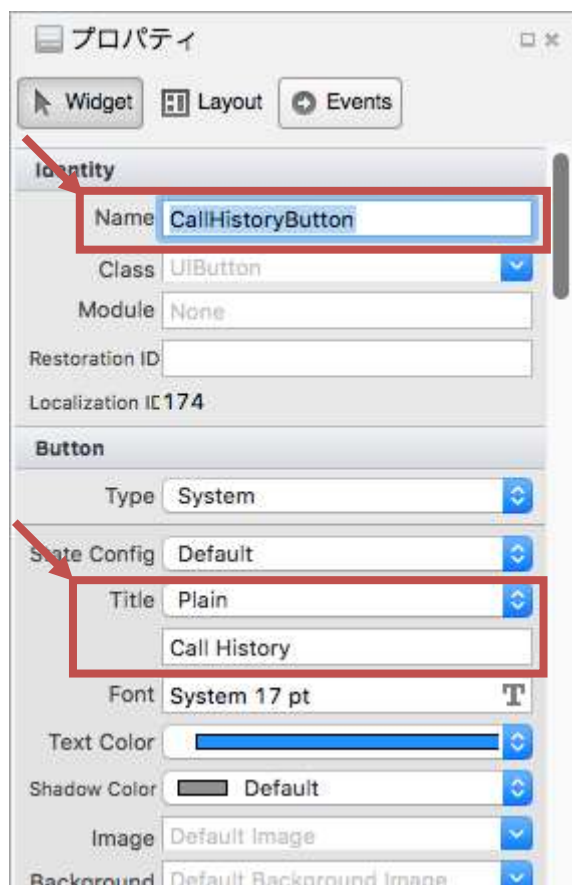 プロパティ
Widget Layout Events
Identity
Name CallHistoryButton
Class UIButton
Module None
Restoration ID
Localization ID 174
Button
Type System
State Config Default
Title Plain
Call History
Font System 17 pt T
Text Color
Shadow Color Default
Image Default Image
Background Default Background Image